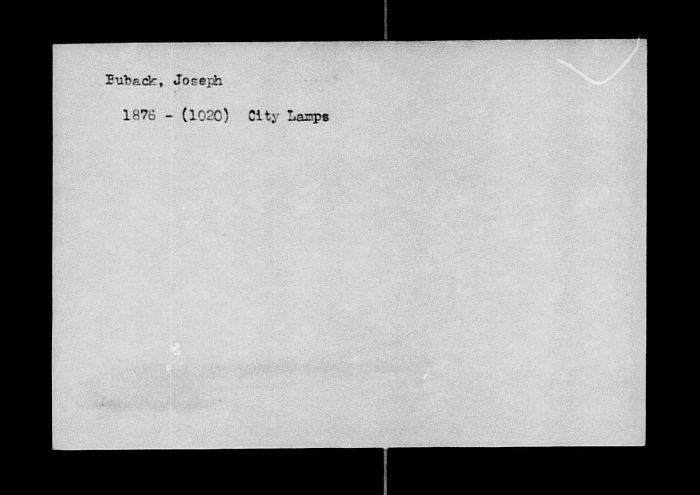 Buback, Joseph
1876 - (1020) City Lamps